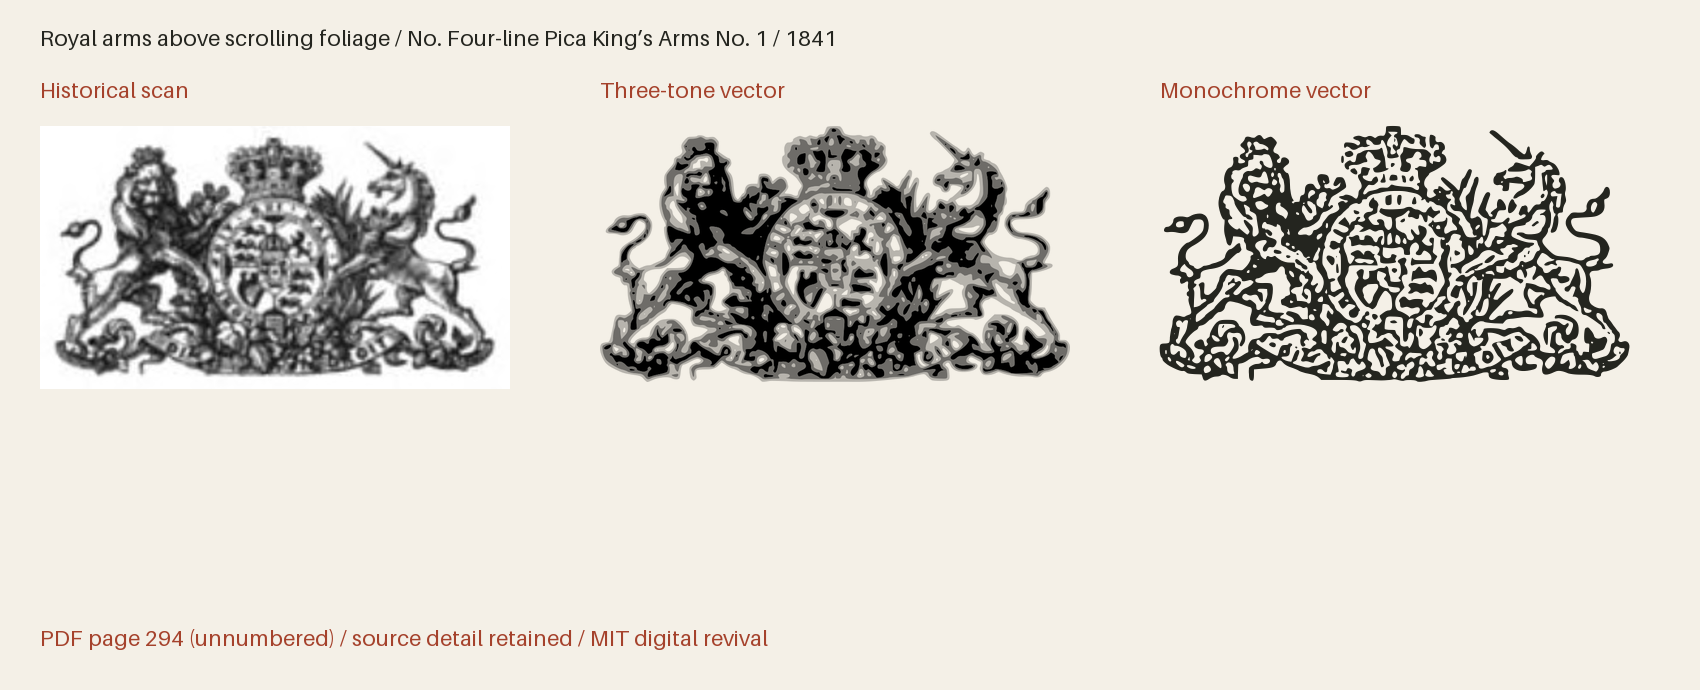 Royal arms above scrolling foliage / No. Four-line Pica King’s Arms No. 1 / 1841
Historical scan
Three-tone vector
Monochrome vector
PDF page 294 (unnumbered) / source detail retained / MIT digital revival